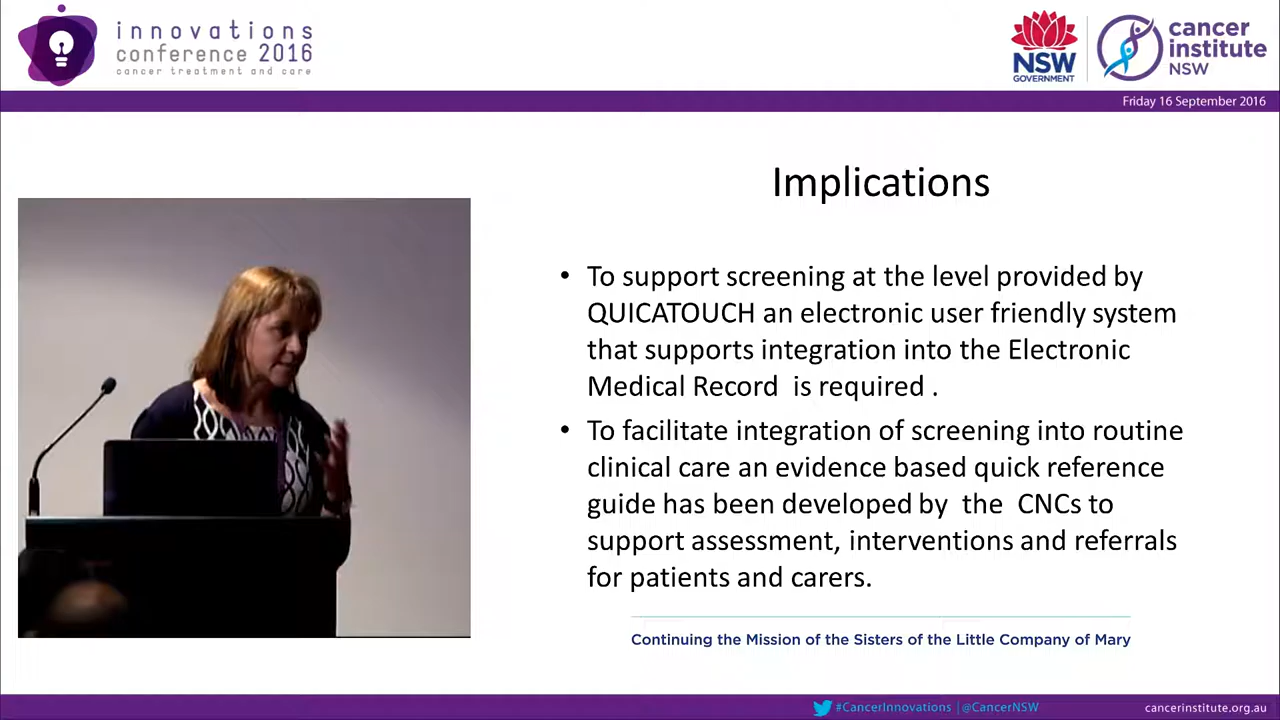 innovations
conference 2016
cancer treatment and care
NSW
GOVERNMENT
cancer
institute
NSW
Friday 16 September 2016
Implications
• To support screening at the level provided by
QUICATOUCH an electronic user friendly system
that supports integration into the Electronic
Medical Record  is required .
• To facilitate integration of screening into routine
clinical care an evidence based quick reference
guide has been developed by  the  CNCs to
support assessment, interventions and referrals
for patients and carers.
Continuing the Mission of the Sisters of the Little Company of Mary
#CancerInnovations | @CancerNSW
cancerinstitute.org.au